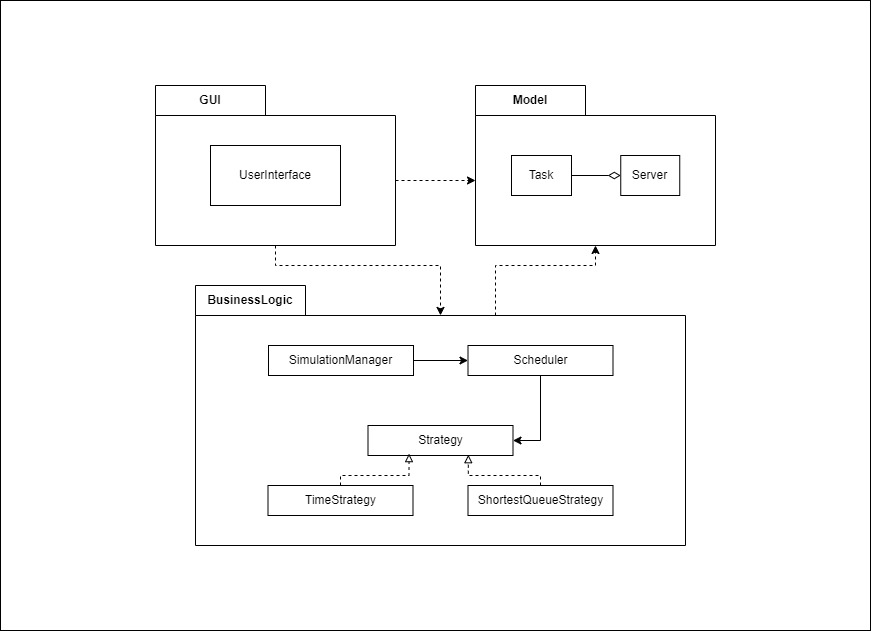 GUI
UserInterface
Model
Task
Server
BusinessLogic
SimulationManager
Scheduler
Strategy
TimeStrategy
ShortestQueueStrategy